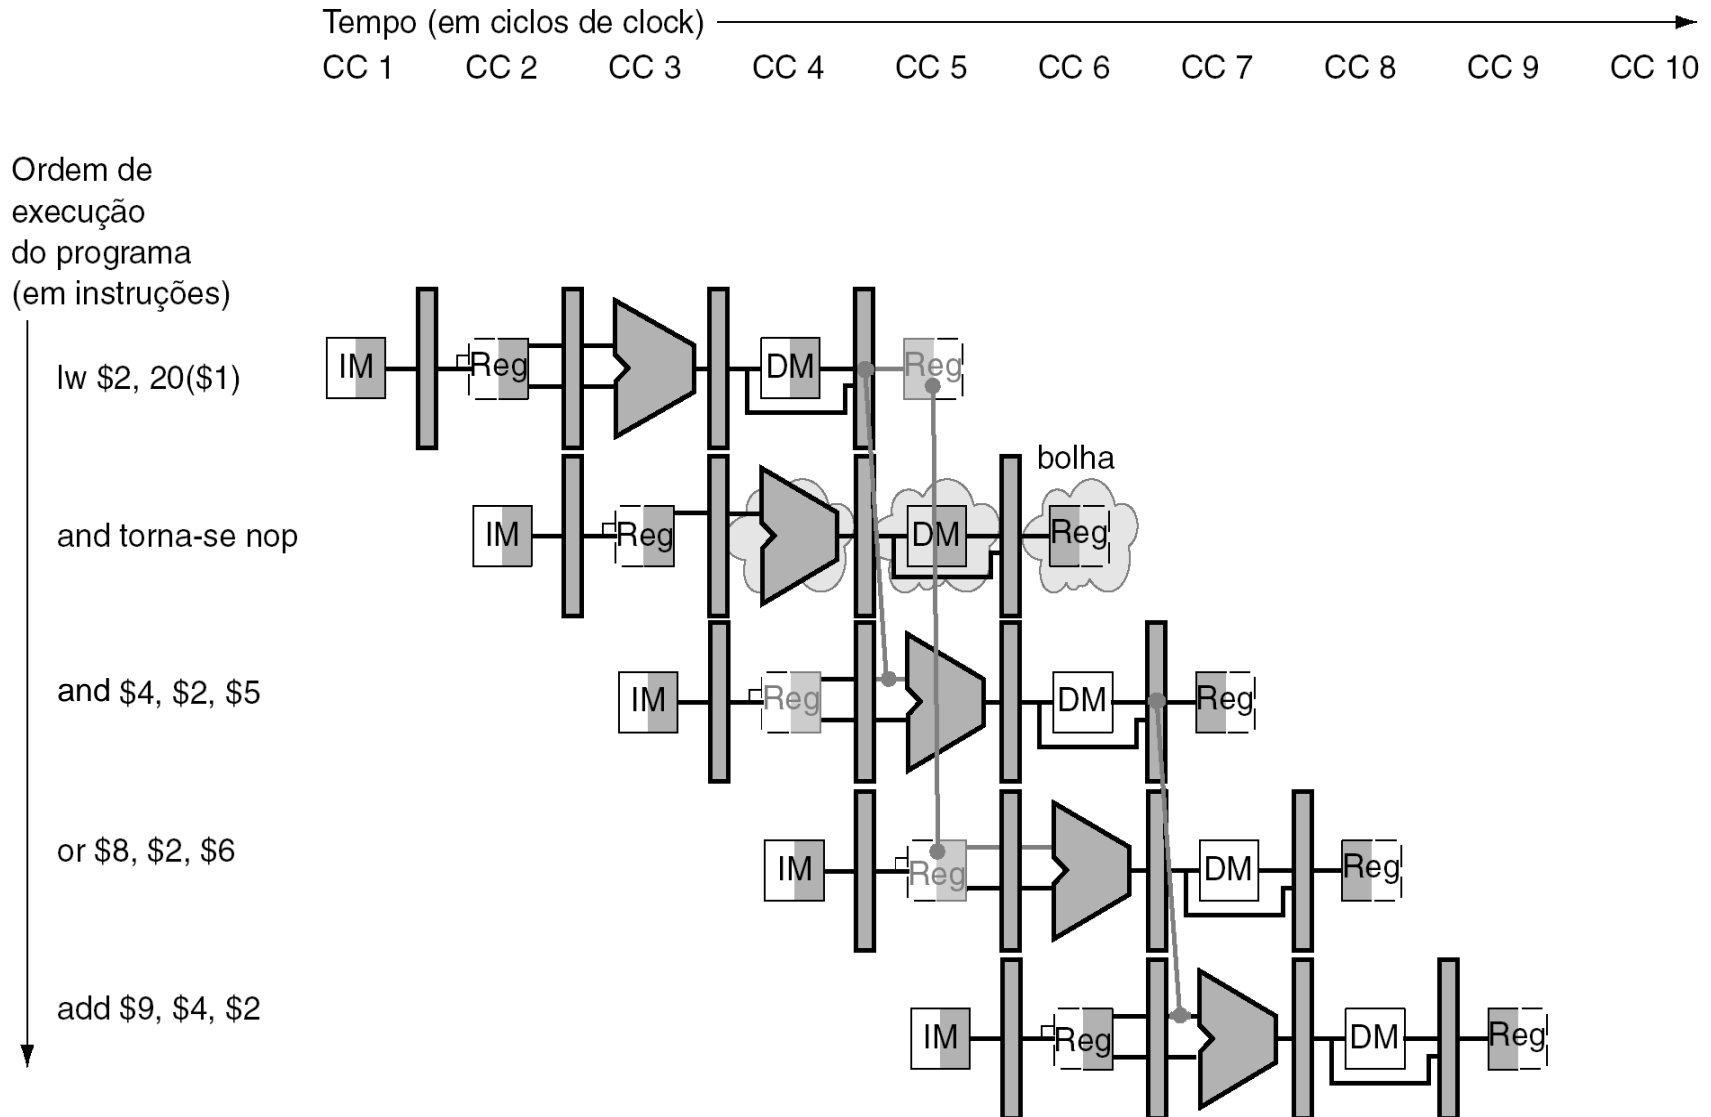 Tempo (em ciclos de clock)
CC 1 CC 2 CC 3 CC 4 CC 5 CC 6 CC 7 CC 8 CC 9 CC 10
Ordem de
execução
do programa
(em instruções)
lw $2, 20($1)
IM Reg DM Reg
bolha
and torna-se nop
IM Reg DM Reg
and $4, $2, $5
IM Reg DM Reg
or $8, $2, $6
IM Reg DM Reg
add $9, $4, $2
IM Reg DM Reg